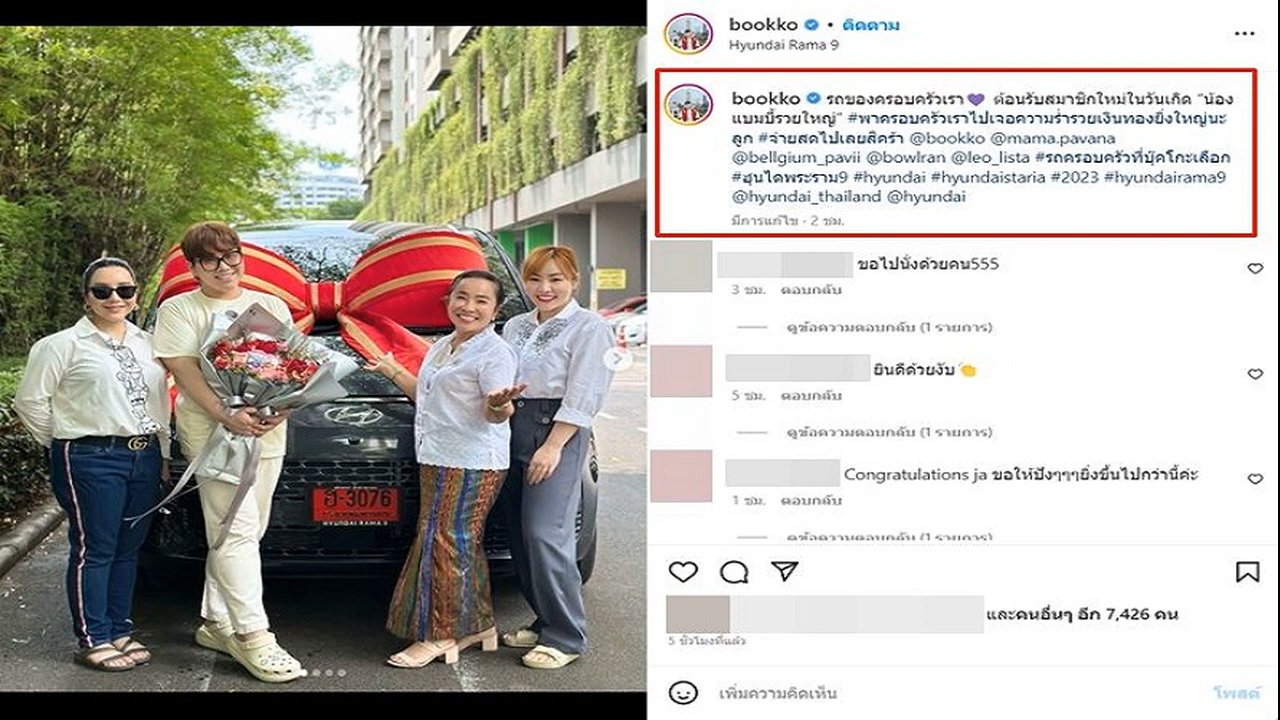 ฮ-3076
HYUNDAI RAMA 9
bookko • ติดตาม
Hyundai Rama 9
bookko รถของครอบครัวเรา💜 ต้อนรับสมาชิกใหม่ในวันเกิด "น้อง
แบมบี้รวยใหญ่" #พาครอบครัวเราไปเจอความร่ำรวยเงินทองยิ่งใหญ่นะ
ลูก #จ่ายสดไปเลยสิคร้า @bookko @mama.pavana
@bellgium_pavii @bowlran @leo_lista #รถครอบครัวที่บุ๊คโกะเลือก
#ฮุนไดพระราม9 #hyundai #hyundaistaria #2023 #hyundairama9
@hyundai_thailand @hyundai
มีการแก้ไข · 2 ชม.
ขอไปนั่งด้วยคน555
3 ชม. ตอบกลับ
ดูข้อความตอบกลับ (1 รายการ)
ยินดีด้วยงับ👏
5 ชม. ตอบกลับ
ดูข้อความตอบกลับ (1 รายการ)
Congratulations ja ขอให้ปังๆๆๆยิ่งขึ้นไปกว่านี้ค่ะ
1 ชม. ตอบกลับ
ดูข้อความตอบกลับ (1 รายการ)
และคนอื่นๆ อีก 7,426 คน
5 ชั่วโมงที่แล้ว
เพิ่มความคิดเห็น
โพสต์